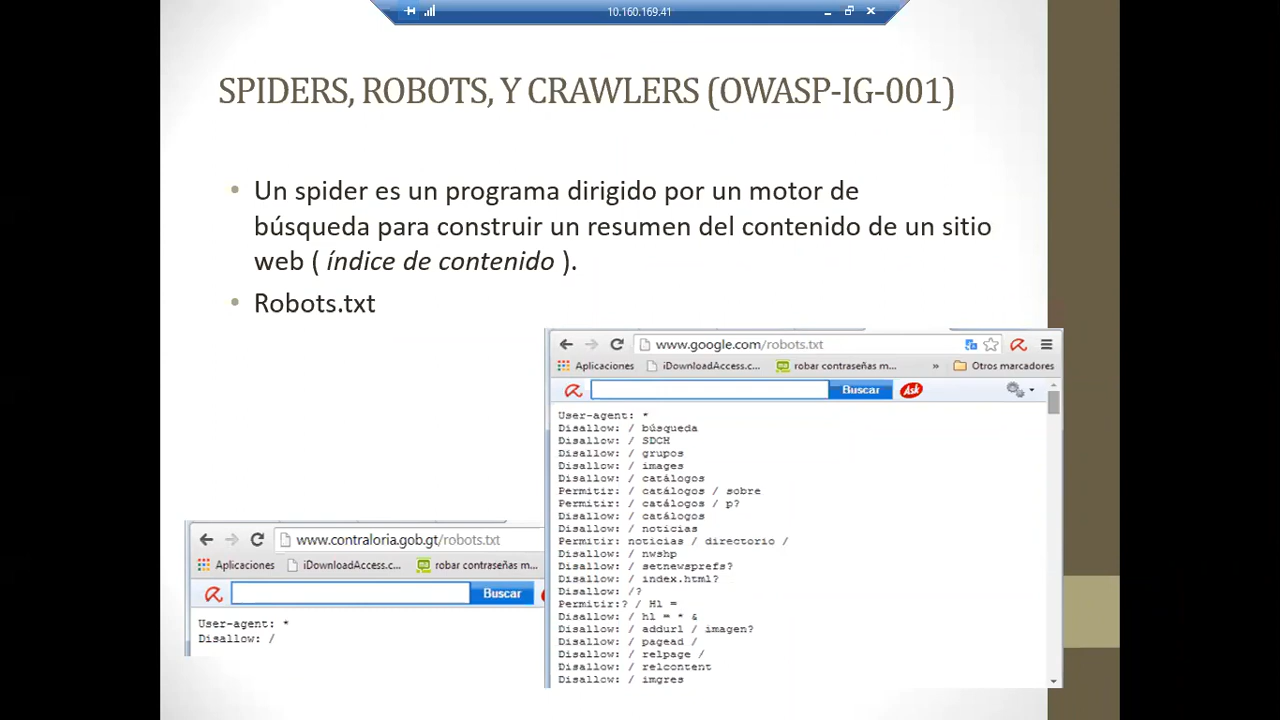 10.160.169.41
SPIDERS, ROBOTS, Y CRAWLERS (OWASP-IG-001)
• Un spider es un programa dirigido por un motor de
búsqueda para construir un resumen del contenido de un sitio
web ( índice de contenido ).
• Robots.txt
www.google.com/robots.txt
Aplicaciones iDownloadAccess.c... robar contraseñas m... » Otros marcadores
Buscar Ask
User-agent: *
Disallow: / búsqueda
Disallow: / SDCH
Disallow: / grupos
Disallow: / images
Disallow: / catálogos
Permitir: / catálogos / sobre
Permitir: / catálogos / p?
Disallow: / catálogos
Disallow: / noticias
Permitir: noticias / directorio /
Disallow: / nwshp
Disallow: / setnewsprefs?
Disallow: / index.html?
Disallow: /?
Permitir:? / Hl =
Disallow: / hl = * &
Disallow: / addurl / imagen?
Disallow: / pagead /
Disallow: / relpage /
Disallow: / relcontent
Disallow: / imgres
www.contraloria.gob.gt/robots.txt
Aplicaciones iDownloadAccess.c... robar contraseñas m...
Buscar
User-agent: *
Disallow: /